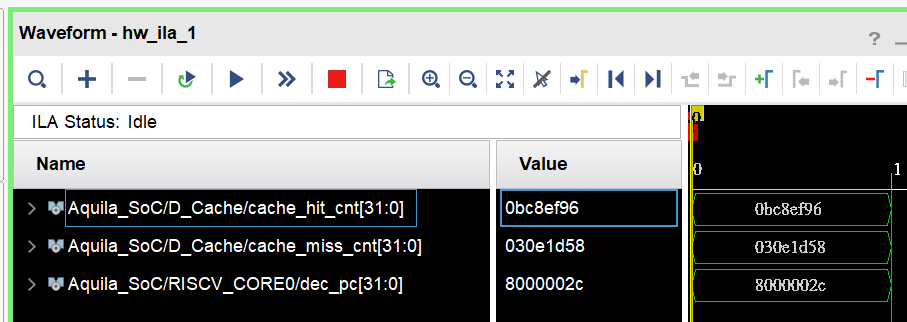 Waveform - hw_ila_1
?
ILA Status: Idle
Name Value
0
0 1
Aquila_SoC/D_Cache/cache_hit_cnt[31:0] 0bc8ef96 0bc8ef96
Aquila_SoC/D_Cache/cache_miss_cnt[31:0] 030e1d58 030e1d58
Aquila_SoC/RISCV_CORE0/dec_pc[31:0] 8000002c 8000002c